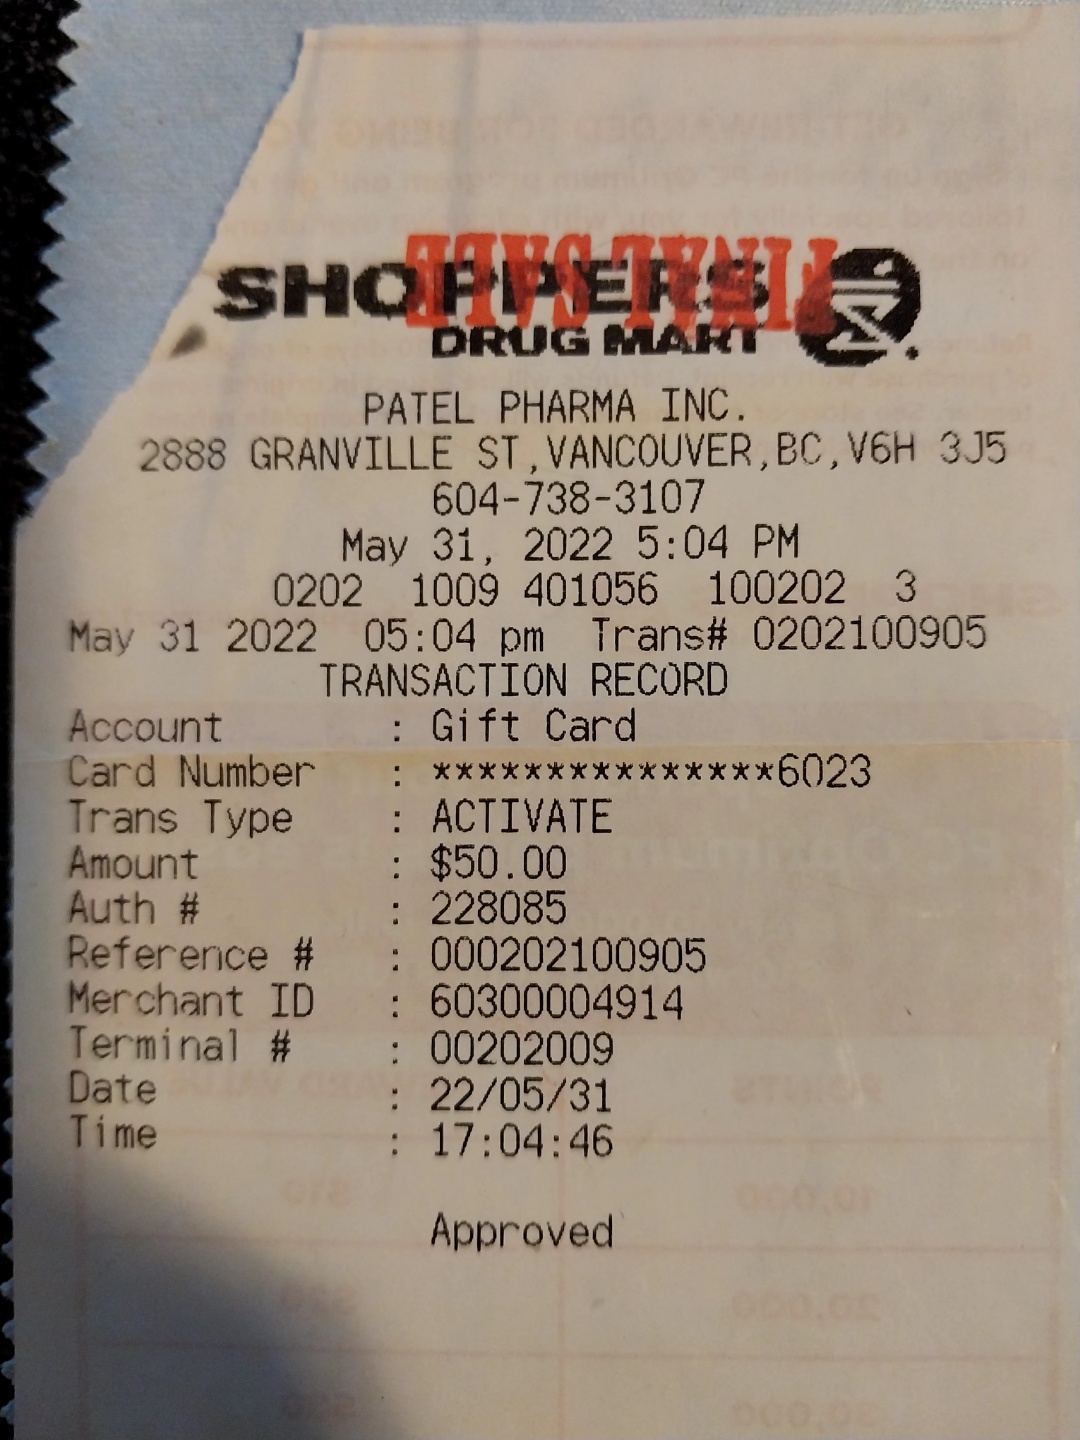 SHOPPERS
DRUG MART
FINAL SALE
PATEL PHARMA INC.
2888 GRANVILLE ST,VANCOUVER,BC,V6H 3J5
604-738-3107
May 31, 2022 5:04 PM
0202 1009 401056 100202 3
May 31 2022 05:04 pm Trans# 0202100905
TRANSACTION RECORD
Account : Gift Card
Card Number : ***************6023
Trans Type : ACTIVATE
Amount : $50.00
Auth # : 228085
Reference # : 000202100905
Merchant ID : 60300004914
Terminal # : 00202009
Date : 22/05/31
Time : 17:04:46
Approved